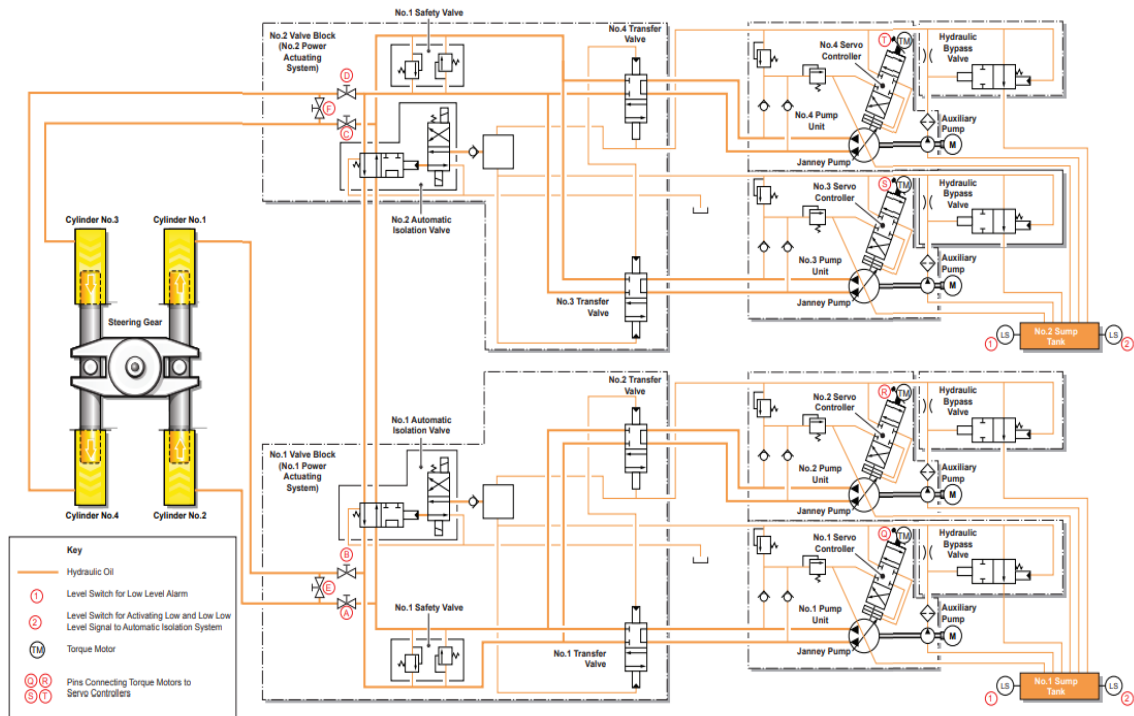 No.1 Safety Valve
No.2 Valve Block
(No.2 Power
Actuating
System)
D
F
C
No.2 Automatic
Isolation Valve
No.4 Transfer
Valve
No.3 Transfer
Valve
T
TM
No.4 Servo
Controller
No.4 Pump
Unit
Janney Pump
Hydraulic
Bypass
Valve
Auxiliary
Pump
M
S
TM
No.3 Servo
Controller
No.3 Pump
Unit
Janney Pump
Hydraulic
Bypass
Valve
Auxiliary
Pump
M
LS
1
No.2 Sump
Tank
LS
2
Cylinder No.3
Cylinder No.1
Steering Gear
Cylinder No.4
Cylinder No.2
No.1 Automatic
Isolation Valve
No.1 Valve Block
(No.1 Power
Actuating
System)
B
E
A
No.1 Safety Valve
No.2 Transfer
Valve
No.1 Transfer
Valve
R
TM
No.2 Servo
Controller
No.2 Pump
Unit
Janney Pump
Hydraulic
Bypass
Valve
Auxiliary
Pump
M
Q
TM
No.1 Servo
Controller
No.1 Pump
Unit
Janney Pump
Hydraulic
Bypass
Valve
Auxiliary
Pump
M
LS
1
No.1 Sump
Tank
LS
2
Key
Hydraulic Oil
1 Level Switch for Low Level Alarm
2 Level Switch for Activating Low and Low Low
Level Signal to Automatic Isolation System
TM Torque Motor
Q R Pins Connecting Torque Motors to
S T Servo Controllers